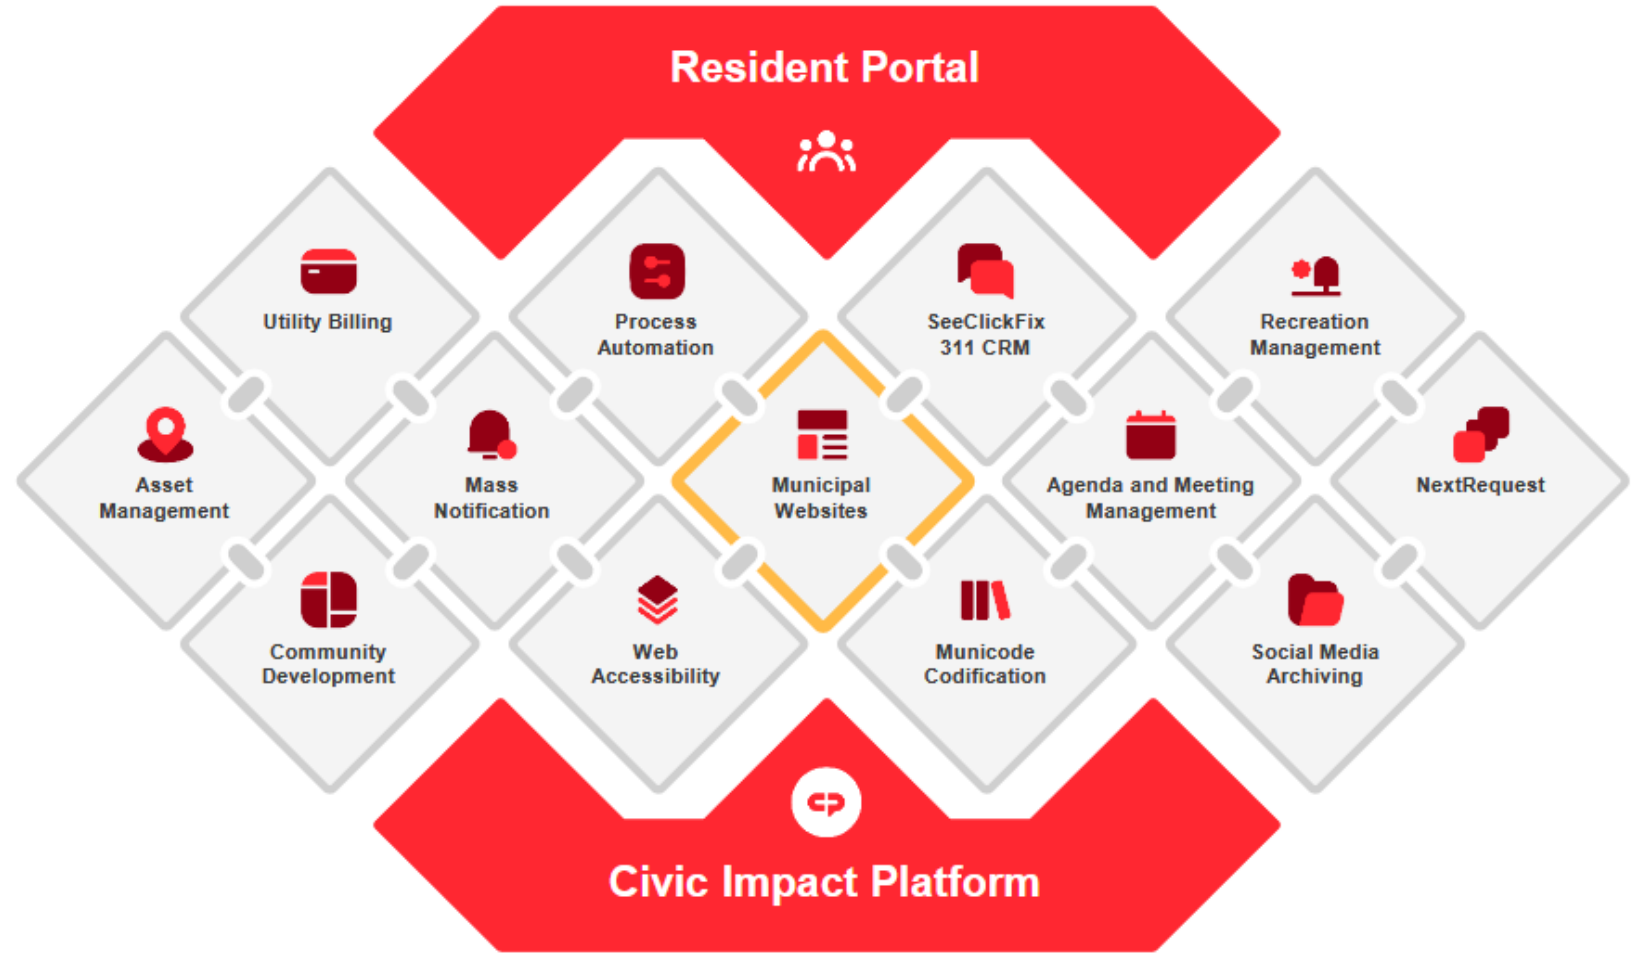 Resident Portal
Utility Billing
Process
Automation
SeeClickFix
311 CRM
Recreation
Management
Asset
Management
Mass
Notification
Municipal
Websites
Agenda and Meeting
Management
NextRequest
Community
Development
Web
Accessibility
Municode
Codification
Social Media
Archiving
Civic Impact Platform